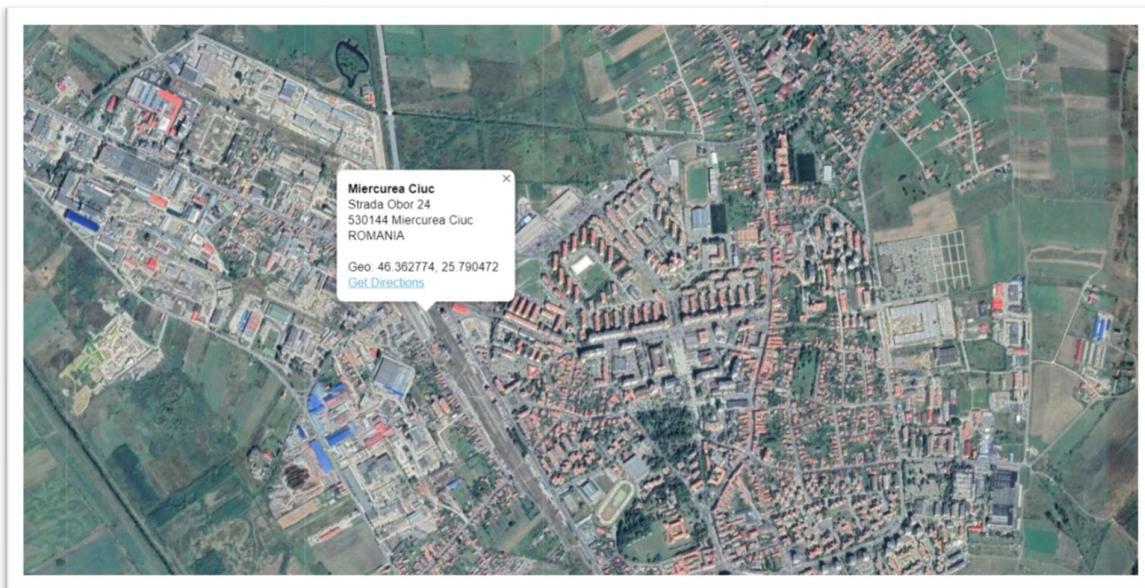 Miercurea Ciuc
Strada Obor 24
530144 Miercurea Ciuc
ROMANIA
Geo: 46.362774, 25.790472
Get Directions